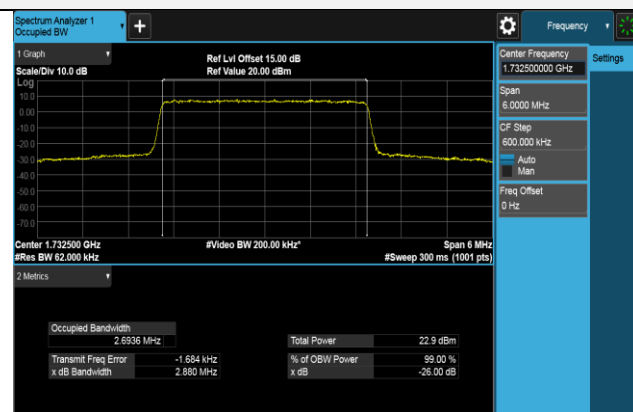 Spectrum Analyzer 1
Occupied BW
Frequency
1 Graph
Scale/Div 10.0 dB
Ref Lvl Offset 15.00 dB
Ref Value 20.00 dBm
Log
10.0
0.00
-10.0
-20.0
-30.0
-40.0
-50.0
-60.0
-70.0
Center 1.732500 GHz
#Video BW 200.00 kHz*
Span 6 MHz
#Res BW 62.000 kHz
#Sweep 300 ms (1001 pts)
2 Metrics
Occupied Bandwidth
2.6936 MHz
Total Power 22.9 dBm
Transmit Freq Error -1.684 kHz
% of OBW Power 99.00 %
x dB Bandwidth 2.880 MHz
x dB -26.00 dB
Center Frequency
1.732500000 GHz
Settings
Span
6.0000 MHz
CF Step
600.000 kHz
Auto
Man
Freq Offset
0 Hz